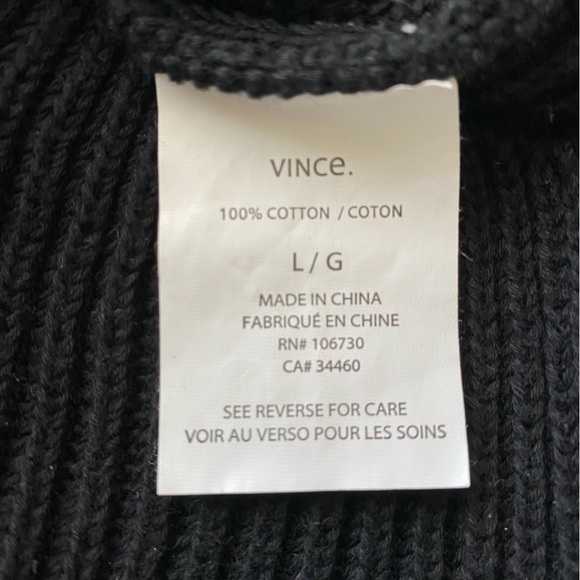 VINCe.
100% COTTON / COTON
L / G
MADE IN CHINA
FABRIQUÉ EN CHINE
RN# 106730
CA# 34460
SEE REVERSE FOR CARE
VOIR AU VERSO POUR LES SOINS